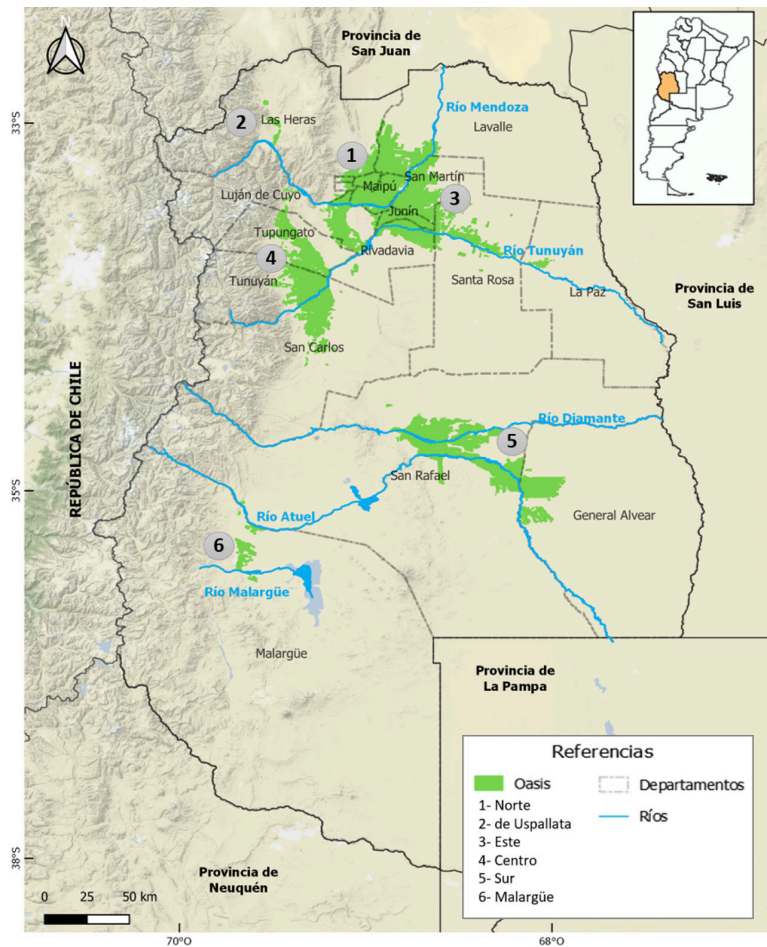 N
Provincia de
San Juan
33°S
2
Las Heras
Río Mendoza
Lavalle
1
San Martín
Maipú
Luján de Cuyo
3
Junín
Tupungato
4
Rivadavia
Río Tunuyán
Tunuyán
Santa Rosa
La Paz
Provincia de
San Luis
San Carlos
REPÚBLICA DE CHILE
Río Diamante
5
35°S
San Rafael
Río Atuel
General Alvear
6
Río Malargüe
Malargüe
Provincia de
La Pampa
Referencias
Oasis
Departamentos
1- Norte
Ríos
2- de Uspallata
3- Este
4- Centro
5- Sur
6- Malargüe
38°S
Provincia de
Neuquén
0 25 50 km
70°O
68°O